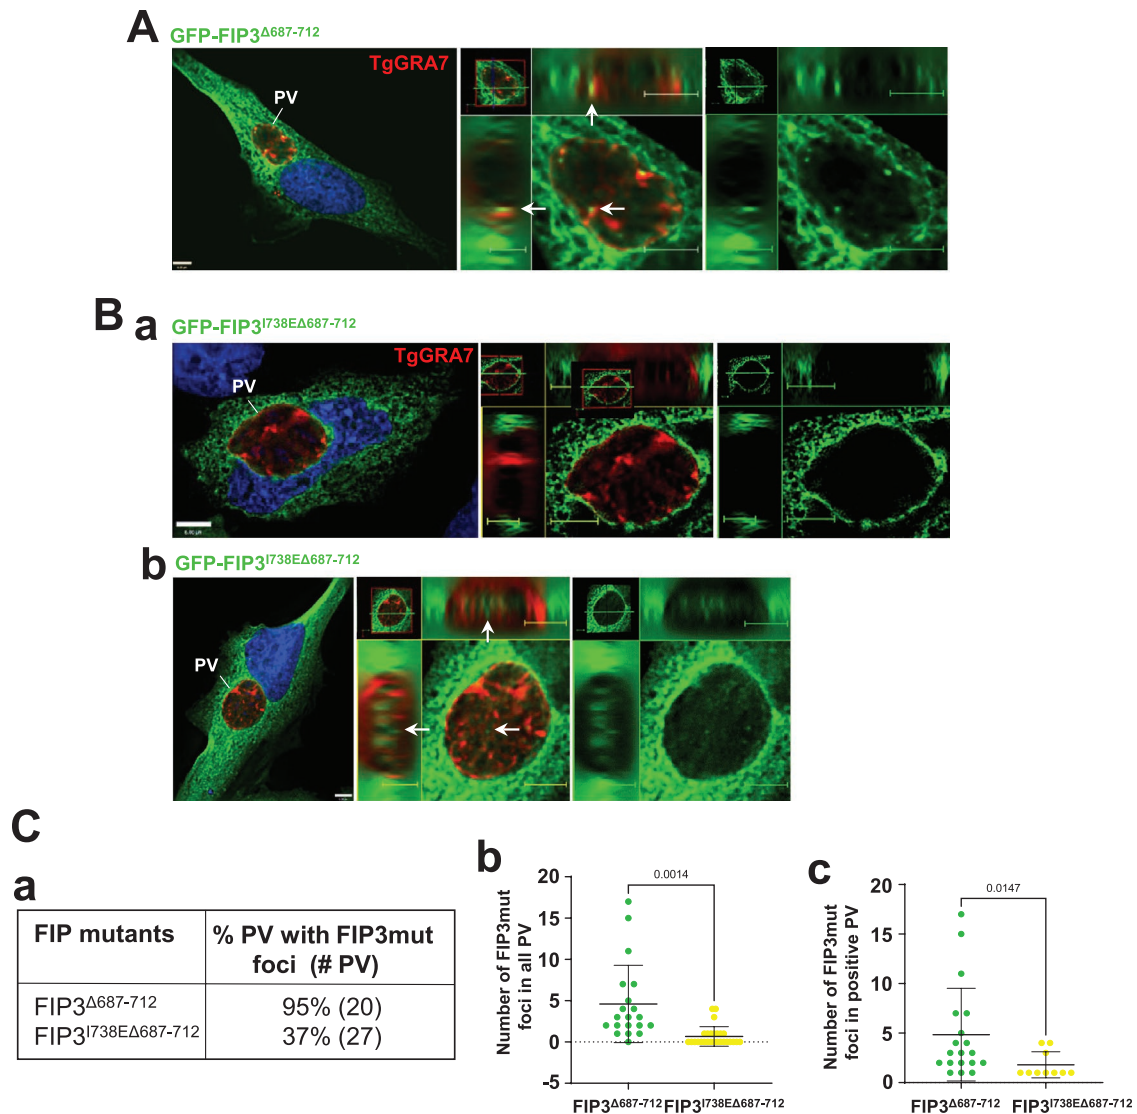 A
GFP-FIP3Δ687-712
TgGRA7
PV
B
a
GFP-FIP3I738EΔ687-712
TgGRA7
PV
b
GFP-FIP3I738EΔ687-712
PV
C
a
FIP mutants
% PV with FIP3mut
foci (# PV)
FIP3Δ687-712
95% (20)
FIP3I738EΔ687-712
37% (27)
b
Number of FIP3mut
foci in all PV
20
15
10
5
0
-5
0.0014
FIP3Δ687-712
FIP3I738EΔ687-712
c
Number of FIP3mut
foci in positive PV
20
15
10
5
0
0.0147
FIP3Δ687-712
FIP3I738EΔ687-712